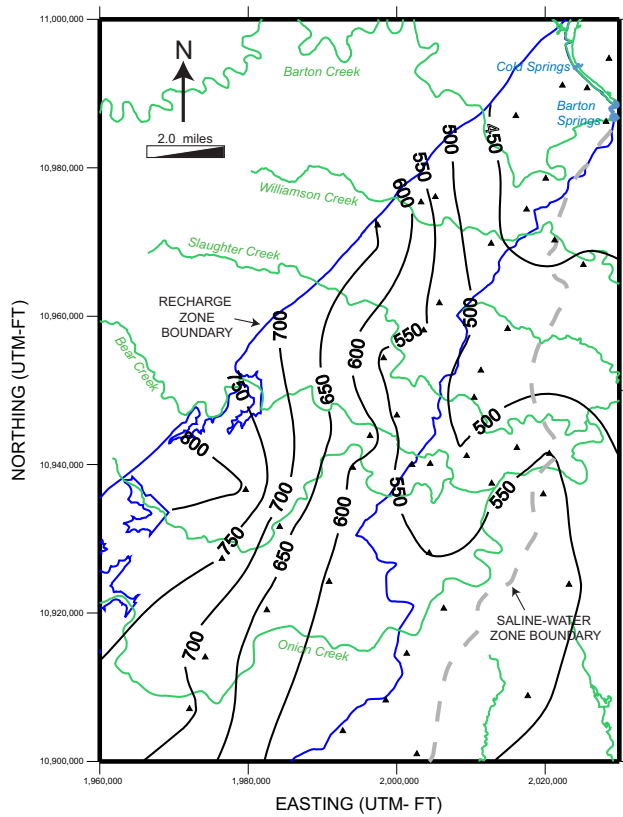 11,000,000
N
Barton Creek
Cold Springs
Barton
Springs
2.0 miles
450
500
550
10,980,000
600
Williamson Creek
Slaughter Creek
RECHARGE
ZONE
BOUNDARY
700
500
10,960,000
550
600
Bear Creek
650
750
500
800
10,940,000
550
700
600
750
650
NORTHING (UTM-FT)
550
10,920,000
SALINE-WATER
ZONE BOUNDARY
700
Onion Creek
10,900,000
1,960,000
1,980,000
2,000,000
2,020,000
EASTING (UTM- FT)